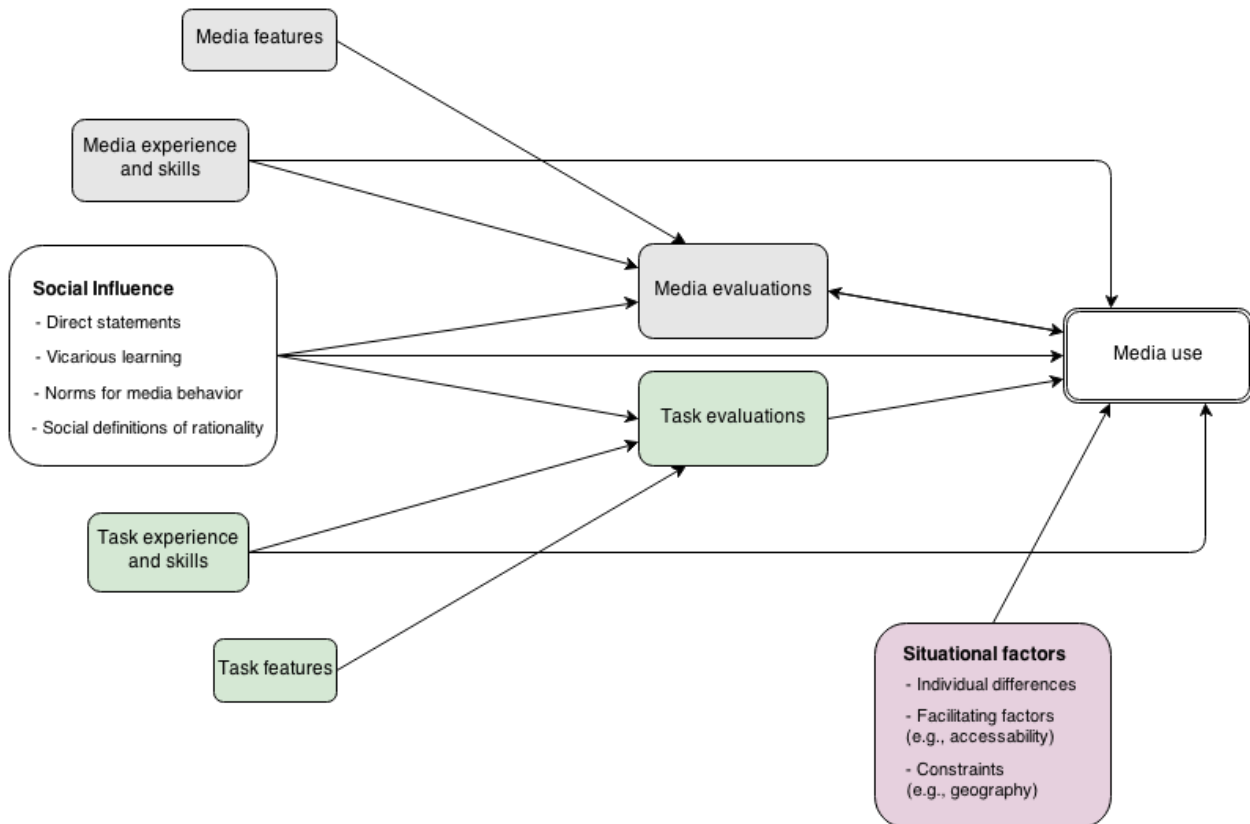 Media features
Media experience
and skills
Social Influence
- Direct statements
- Vicarious learning
- Norms for media behavior
- Social definitions of rationality
Media evaluations
Task evaluations
Media use
Task experience
and skills
Task features
Situational factors
- Individual differences
- Facilitating factors
(e.g., accessability)
- Constraints
(e.g., geography)